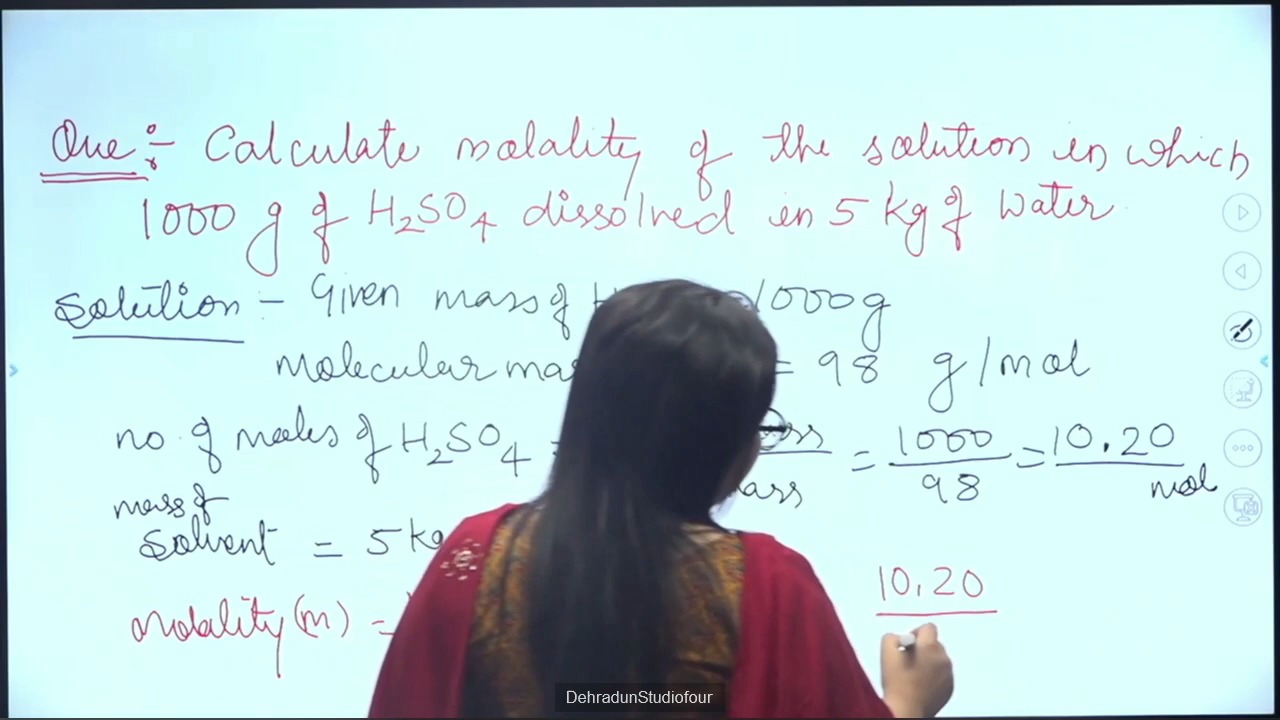 Que :- Calculate molality of the solution in which
1000 g of H₂SO₄ dissolved in 5 kg of water
Solution :- Given mass of 1000 g
molecular = 98 g/mol
no. of moles of H₂SO₄ = = 1000/98 = 10.20 mol
mass of
Solvent = 5 kg
molality (m) = 10.20
DehradunStudiofour